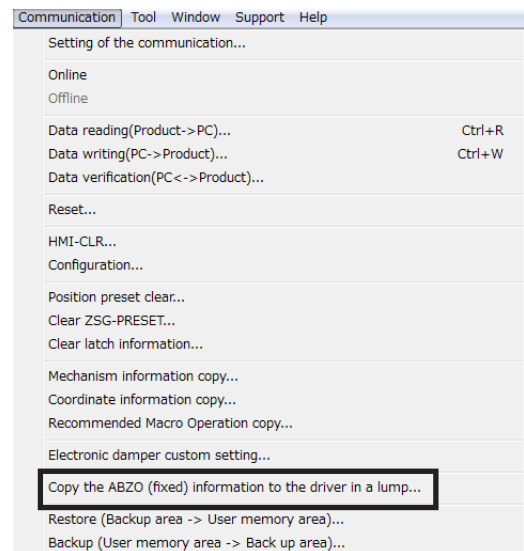 Communication Tool Window Support Help
Setting of the communication...
Online
Offline
Data reading(Product->PC)... Ctrl+R
Data writing(PC->Product)... Ctrl+W
Data verification(PC<->Product)...
Reset...
HMI-CLR...
Configuration...
Position preset clear...
Clear ZSG-PRESET...
Clear latch information...
Mechanism information copy...
Coordinate information copy...
Recommended Macro Operation copy...
Electronic damper custom setting...
Copy the ABZO (fixed) information to the driver in a lump...
Restore (Backup area -> User memory area)...
Backup (User memory area -> Back up area)...